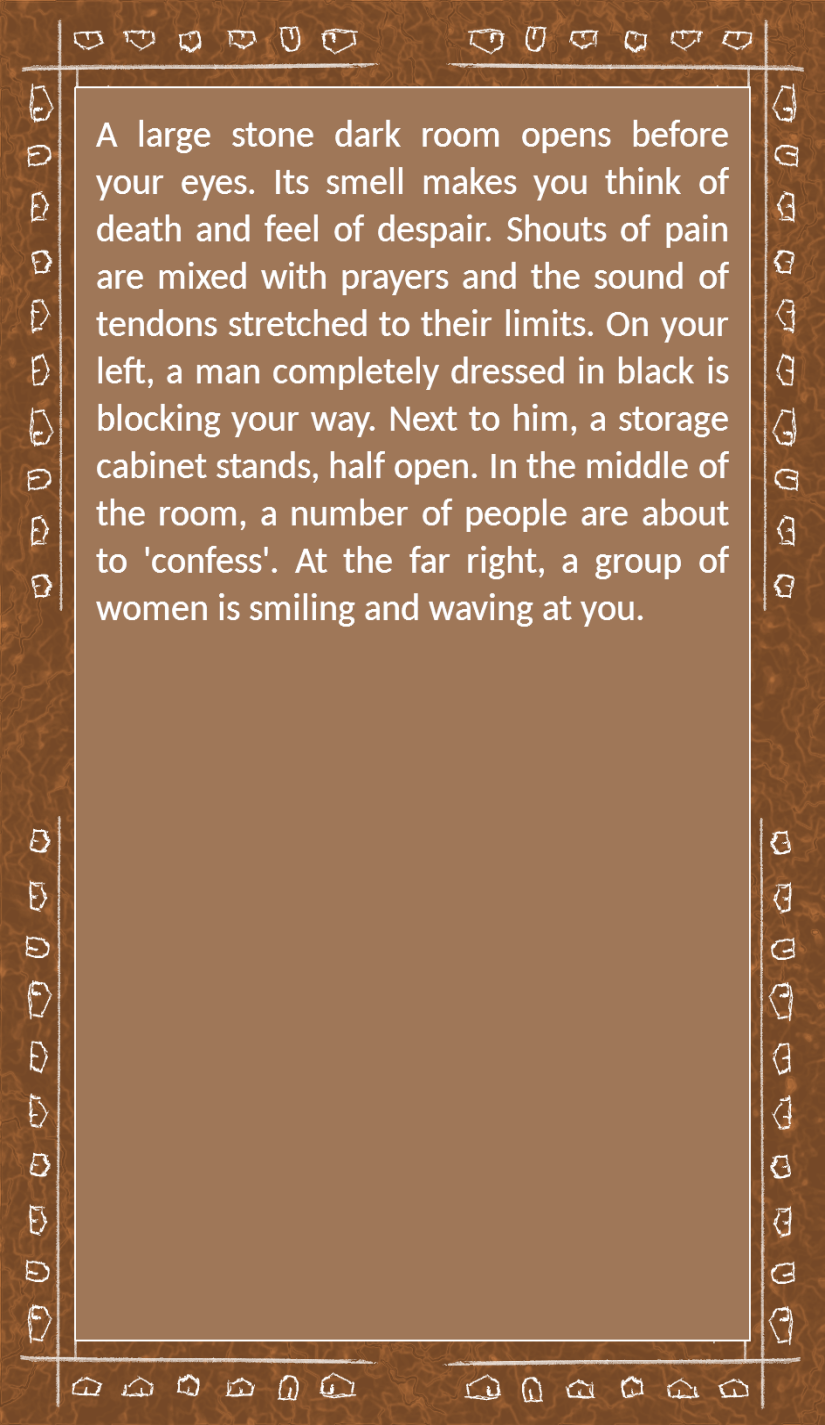 A large stone dark room opens before
your eyes. Its smell makes you think of
death and feel of despair. Shouts of pain
are mixed with prayers and the sound of
tendons stretched to their limits. On your
left, a man completely dressed in black is
blocking your way. Next to him, a storage
cabinet stands, half open. In the middle of
the room, a number of people are about
to 'confess'. At the far right, a group of
women is smiling and waving at you.